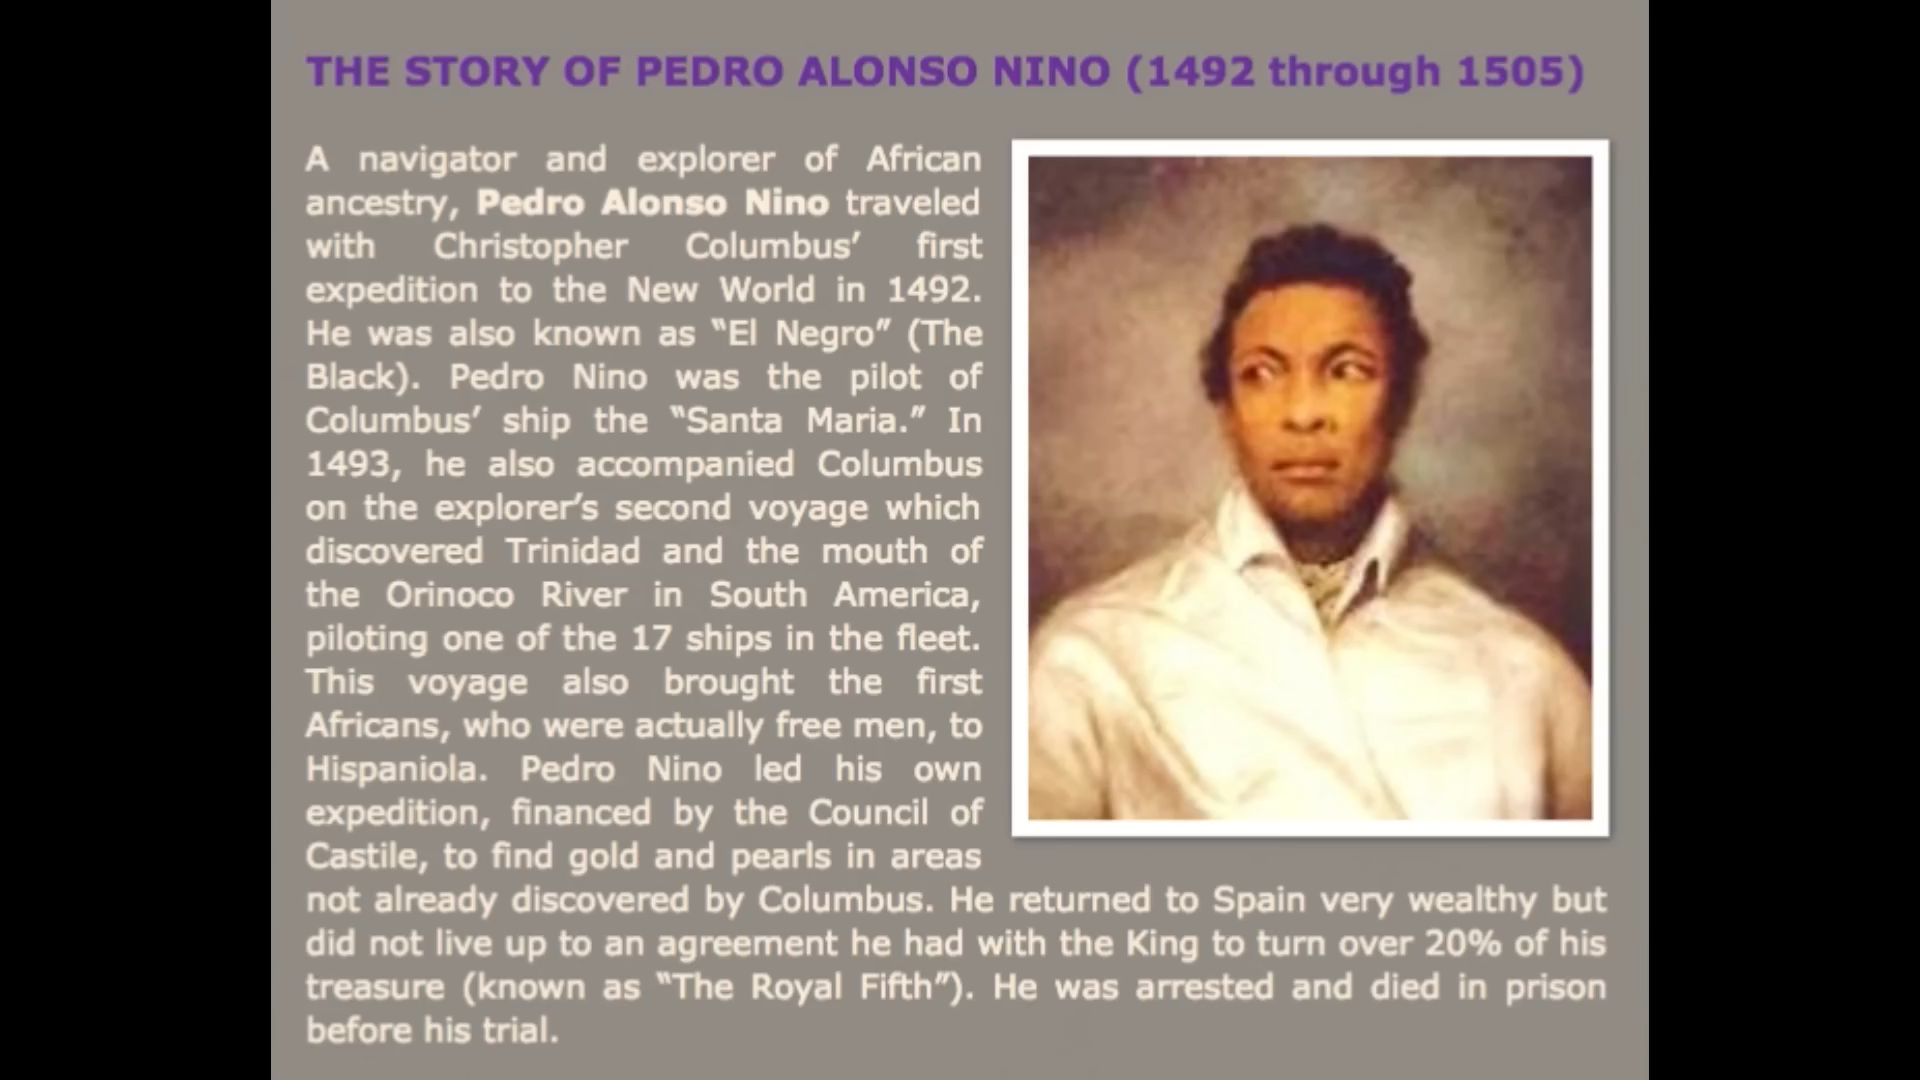 THE STORY OF PEDRO ALONSO NINO (1492 through 1505)
A navigator and explorer of African
ancestry, Pedro Alonso Nino traveled
with Christopher Columbus’ first
expedition to the New World in 1492.
He was also known as “El Negro” (The
Black). Pedro Nino was the pilot of
Columbus’ ship the “Santa Maria.” In
1493, he also accompanied Columbus
on the explorer’s second voyage which
discovered Trinidad and the mouth of
the Orinoco River in South America,
piloting one of the 17 ships in the fleet.
This voyage also brought the first
Africans, who were actually free men, to
Hispaniola. Pedro Nino led his own
expedition, financed by the Council of
Castile, to find gold and pearls in areas
not already discovered by Columbus. He returned to Spain very wealthy but
did not live up to an agreement he had with the King to turn over 20% of his
treasure (known as “The Royal Fifth”). He was arrested and died in prison
before his trial.